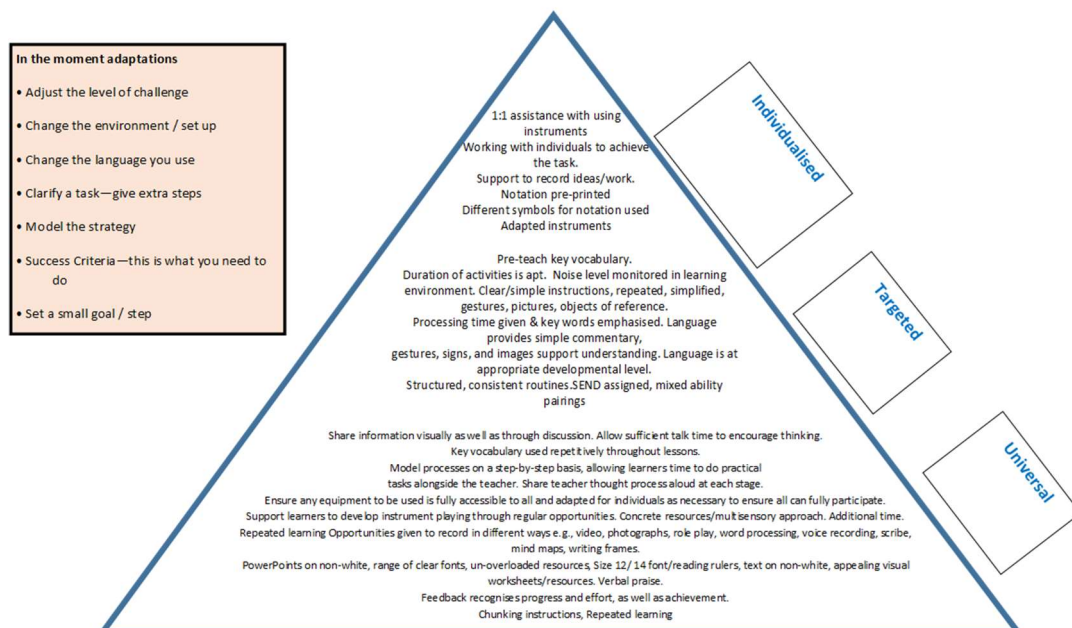 In the moment adaptations
• Adjust the level of challenge
• Change the environment / set up
• Change the language you use
• Clarify a task—give extra steps
• Model the strategy
• Success Criteria—this is what you need to
do
• Set a small goal / step
1:1 assistance with using
instruments
Working with individuals to achieve
the task.
Support to record ideas/work.
Notation pre-printed
Different symbols for notation used
Adapted instruments
Individualised
Pre-teach key vocabulary.
Duration of activities is apt. Noise level monitored in learning
environment. Clear/simple instructions, repeated, simplified,
gestures, pictures, objects of reference.
Processing time given & key words emphasised. Language
provides simple commentary,
gestures, signs, and images support understanding. Language is at
appropriate developmental level.
Structured, consistent routines.SEND assigned, mixed ability
pairings
Targeted
Share information visually as well as through discussion. Allow sufficient talk time to encourage thinking.
Key vocabulary used repetitively throughout lessons.
Model processes on a step-by-step basis, allowing learners time to do practical
tasks alongside the teacher. Share teacher thought process aloud at each stage.
Ensure any equipment to be used is fully accessible to all and adapted for individuals as necessary to ensure all can fully participate.
Support learners to develop instrument playing through regular opportunities. Concrete resources/multisensory approach. Additional time.
Repeated learning Opportunities given to record in different ways e.g., video, photographs, role play, word processing, voice recording, scribe,
mind maps, writing frames.
PowerPoints on non-white, range of clear fonts, un-overloaded resources, Size 12/ 14 font/reading rulers, text on non-white, appealing visual
worksheets/resources. Verbal praise.
Feedback recognises progress and effort, as well as achievement.
Chunking instructions, Repeated learning
Universal